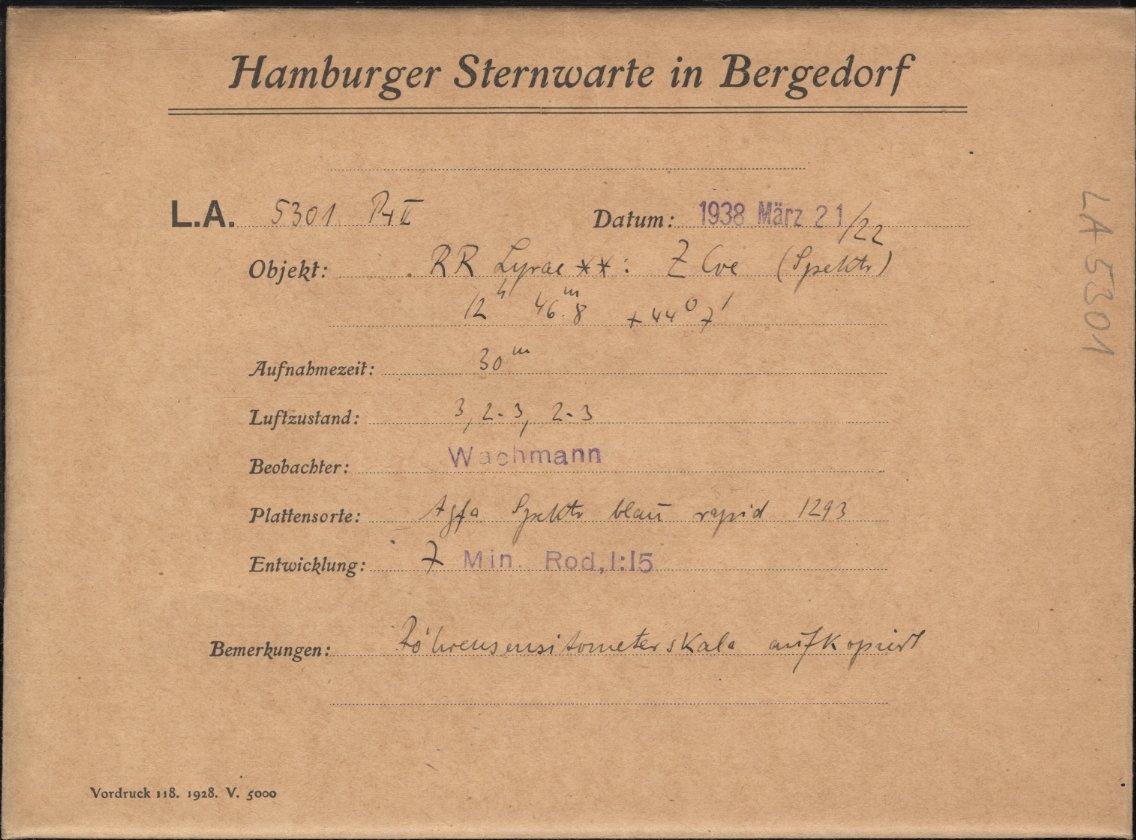 Hamburger Sternwarte in Bergedorf
L.A. 5301 Pr II Datum: 1938 März 21/22
Objekt: RR Lyrae **: Z CVe (Spektr)
12h 46m.8 +44° 7'
Aufnahmezeit: 30m
Luftzustand: 3, 2-3, 2-3
Beobachter: Wachmann
Plattensorte: Agfa Spektr blau rapid 1293
Entwicklung: 7 Min. Rod, 1:15
Bemerkungen: Röhrensensitometerskala aufkopiert
Vordruck 118. 1928. V. 5000
LA 5301